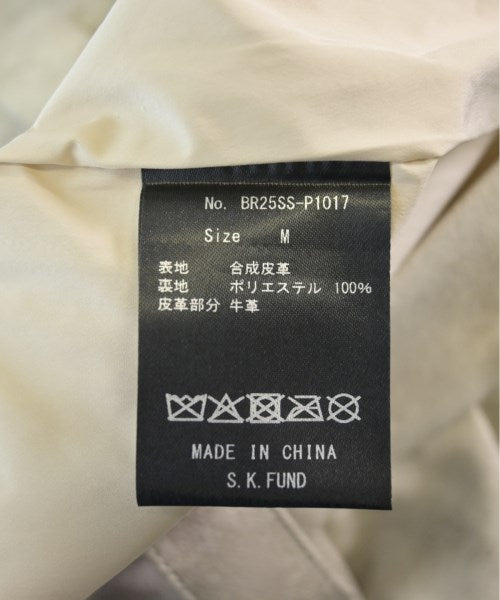 No. BR25SS-P1017
Size M
表地 合成皮革
裏地 ポリエステル 100%
皮革部分 牛革
MADE IN CHINA
S.K.FUND